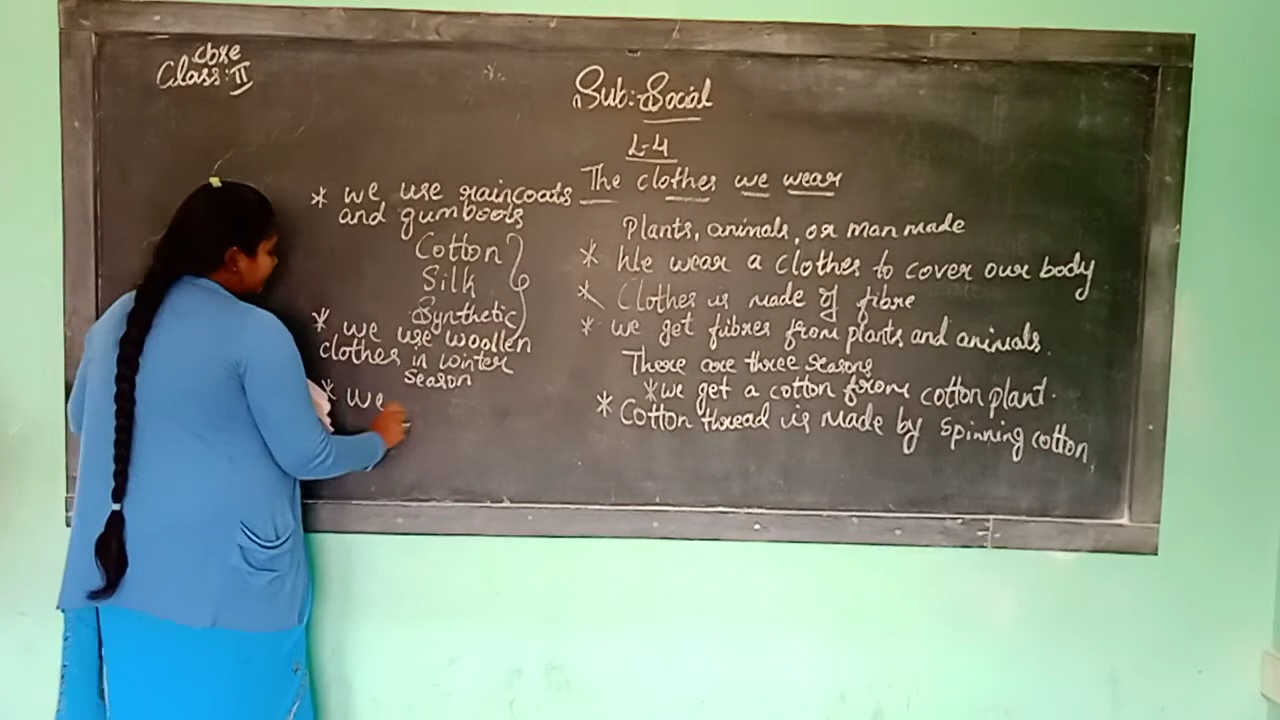 cbse
Class: II
Sub:- Social
L-4
The clothes we wear
* we use raincoats
and gumboots
Cotton
Silk
Synthetic
* we use woollen
clothes in winter
season
* we
Plants, animals, or man made
* We wear a clothes to cover our body
* Clothes is made of fibre
* we get fibres from plants and animals.
There are three seasons
* we get a cotton from cotton plant.
* Cotton thread is made by spinning cotton,